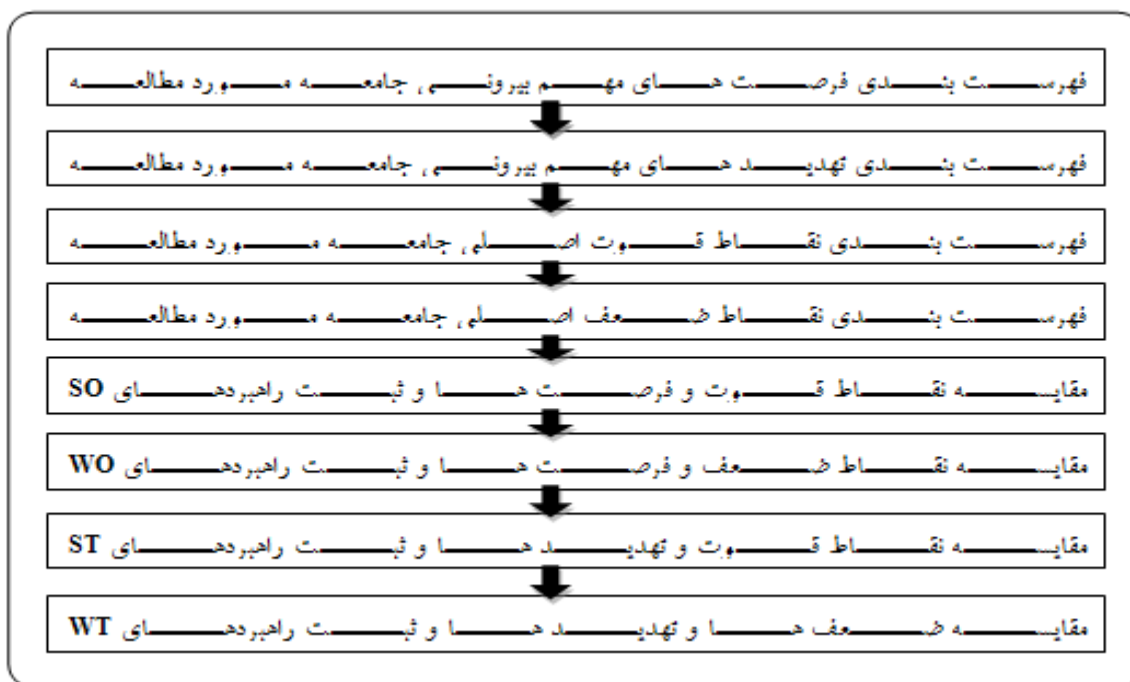 فهرست بندی فرصت های مهم بیرونی جامعه مورد مطالعه
فهرست بندی تهدید های مهم بیرونی جامعه مورد مطالعه
فهرست بندی نقاط قوت اصلی جامعه مورد مطالعه
فهرست بندی نقاط ضعف اصلی جامعه مورد مطالعه
مقایسه نقاط قوت و فرصت ها و ثبت راهبردهای SO
مقایسه نقاط ضعف و فرصت ها و ثبت راهبردهای WO
مقایسه نقاط قوت و تهدید ها و ثبت راهبردهای ST
مقایسه ضعف ها و تهدید ها و ثبت راهبردهای WT